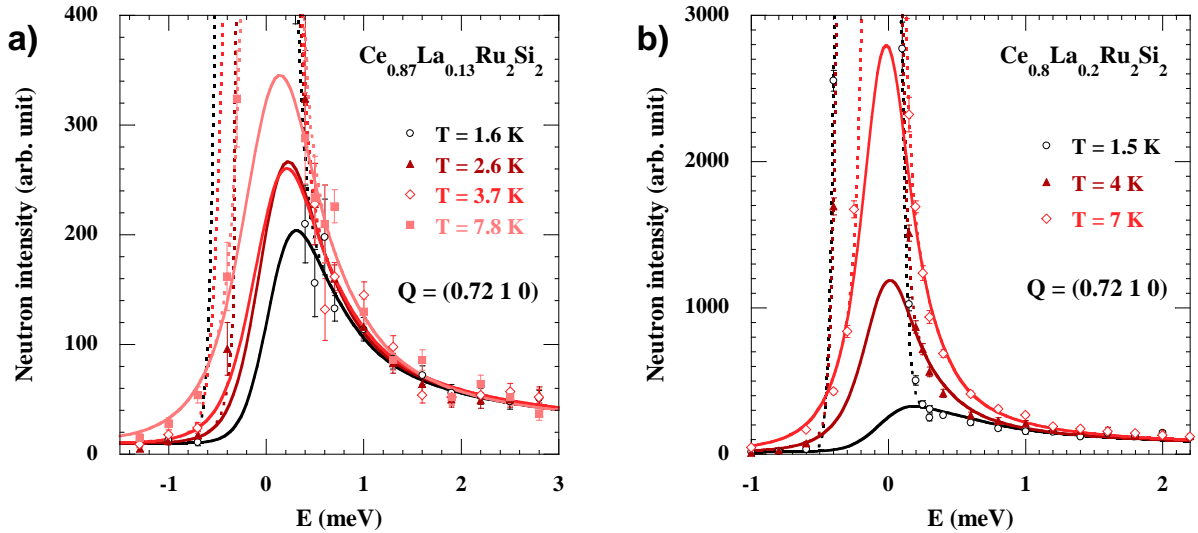 a)
Neutron intensity (arb. unit)
400
300
200
100
0
Ce0.87La0.13Ru2Si2
T = 1.6 K
T = 2.6 K
T = 3.7 K
T = 7.8 K
Q = (0.72 1 0)
-1 0 1 2 3
E (meV)
b)
Neutron intensity (arb. unit)
3000
2000
1000
0
Ce0.8La0.2Ru2Si2
T = 1.5 K
T = 4 K
T = 7 K
Q = (0.72 1 0)
-1 0 1 2
E (meV)